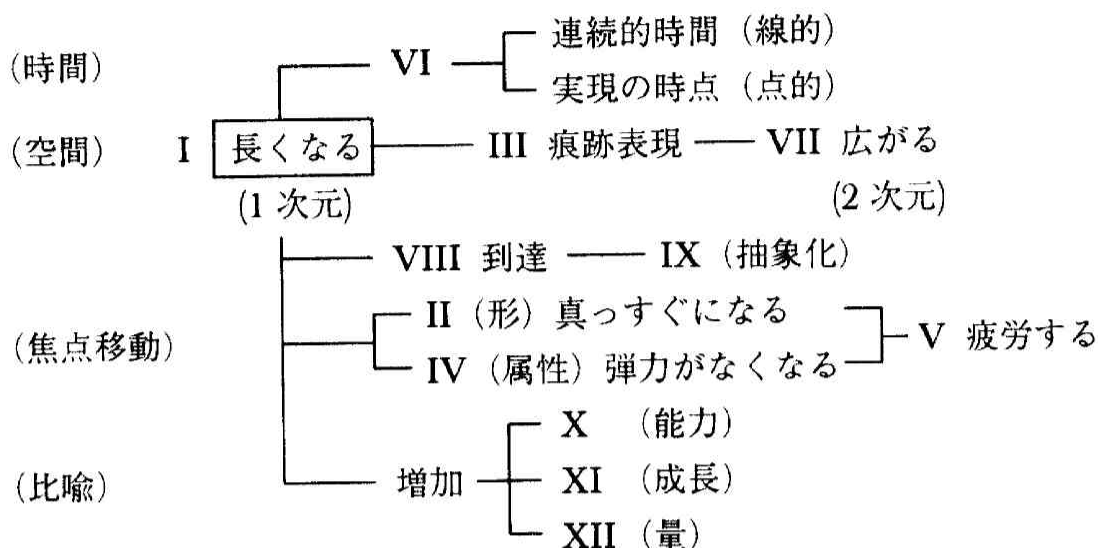 連続的時間（線的）
(時間) VI
実現の時点（点的）
(空間) I 長くなる III 痕跡表現 VII 広がる
(1 次元) (2 次元)
VIII 到達 IX （抽象化）
II （形）真っすぐになる
(焦点移動) V 疲労する
IV （属性）弾力がなくなる
X （能力）
(比喩) 増加 XI （成長）
XII （量）